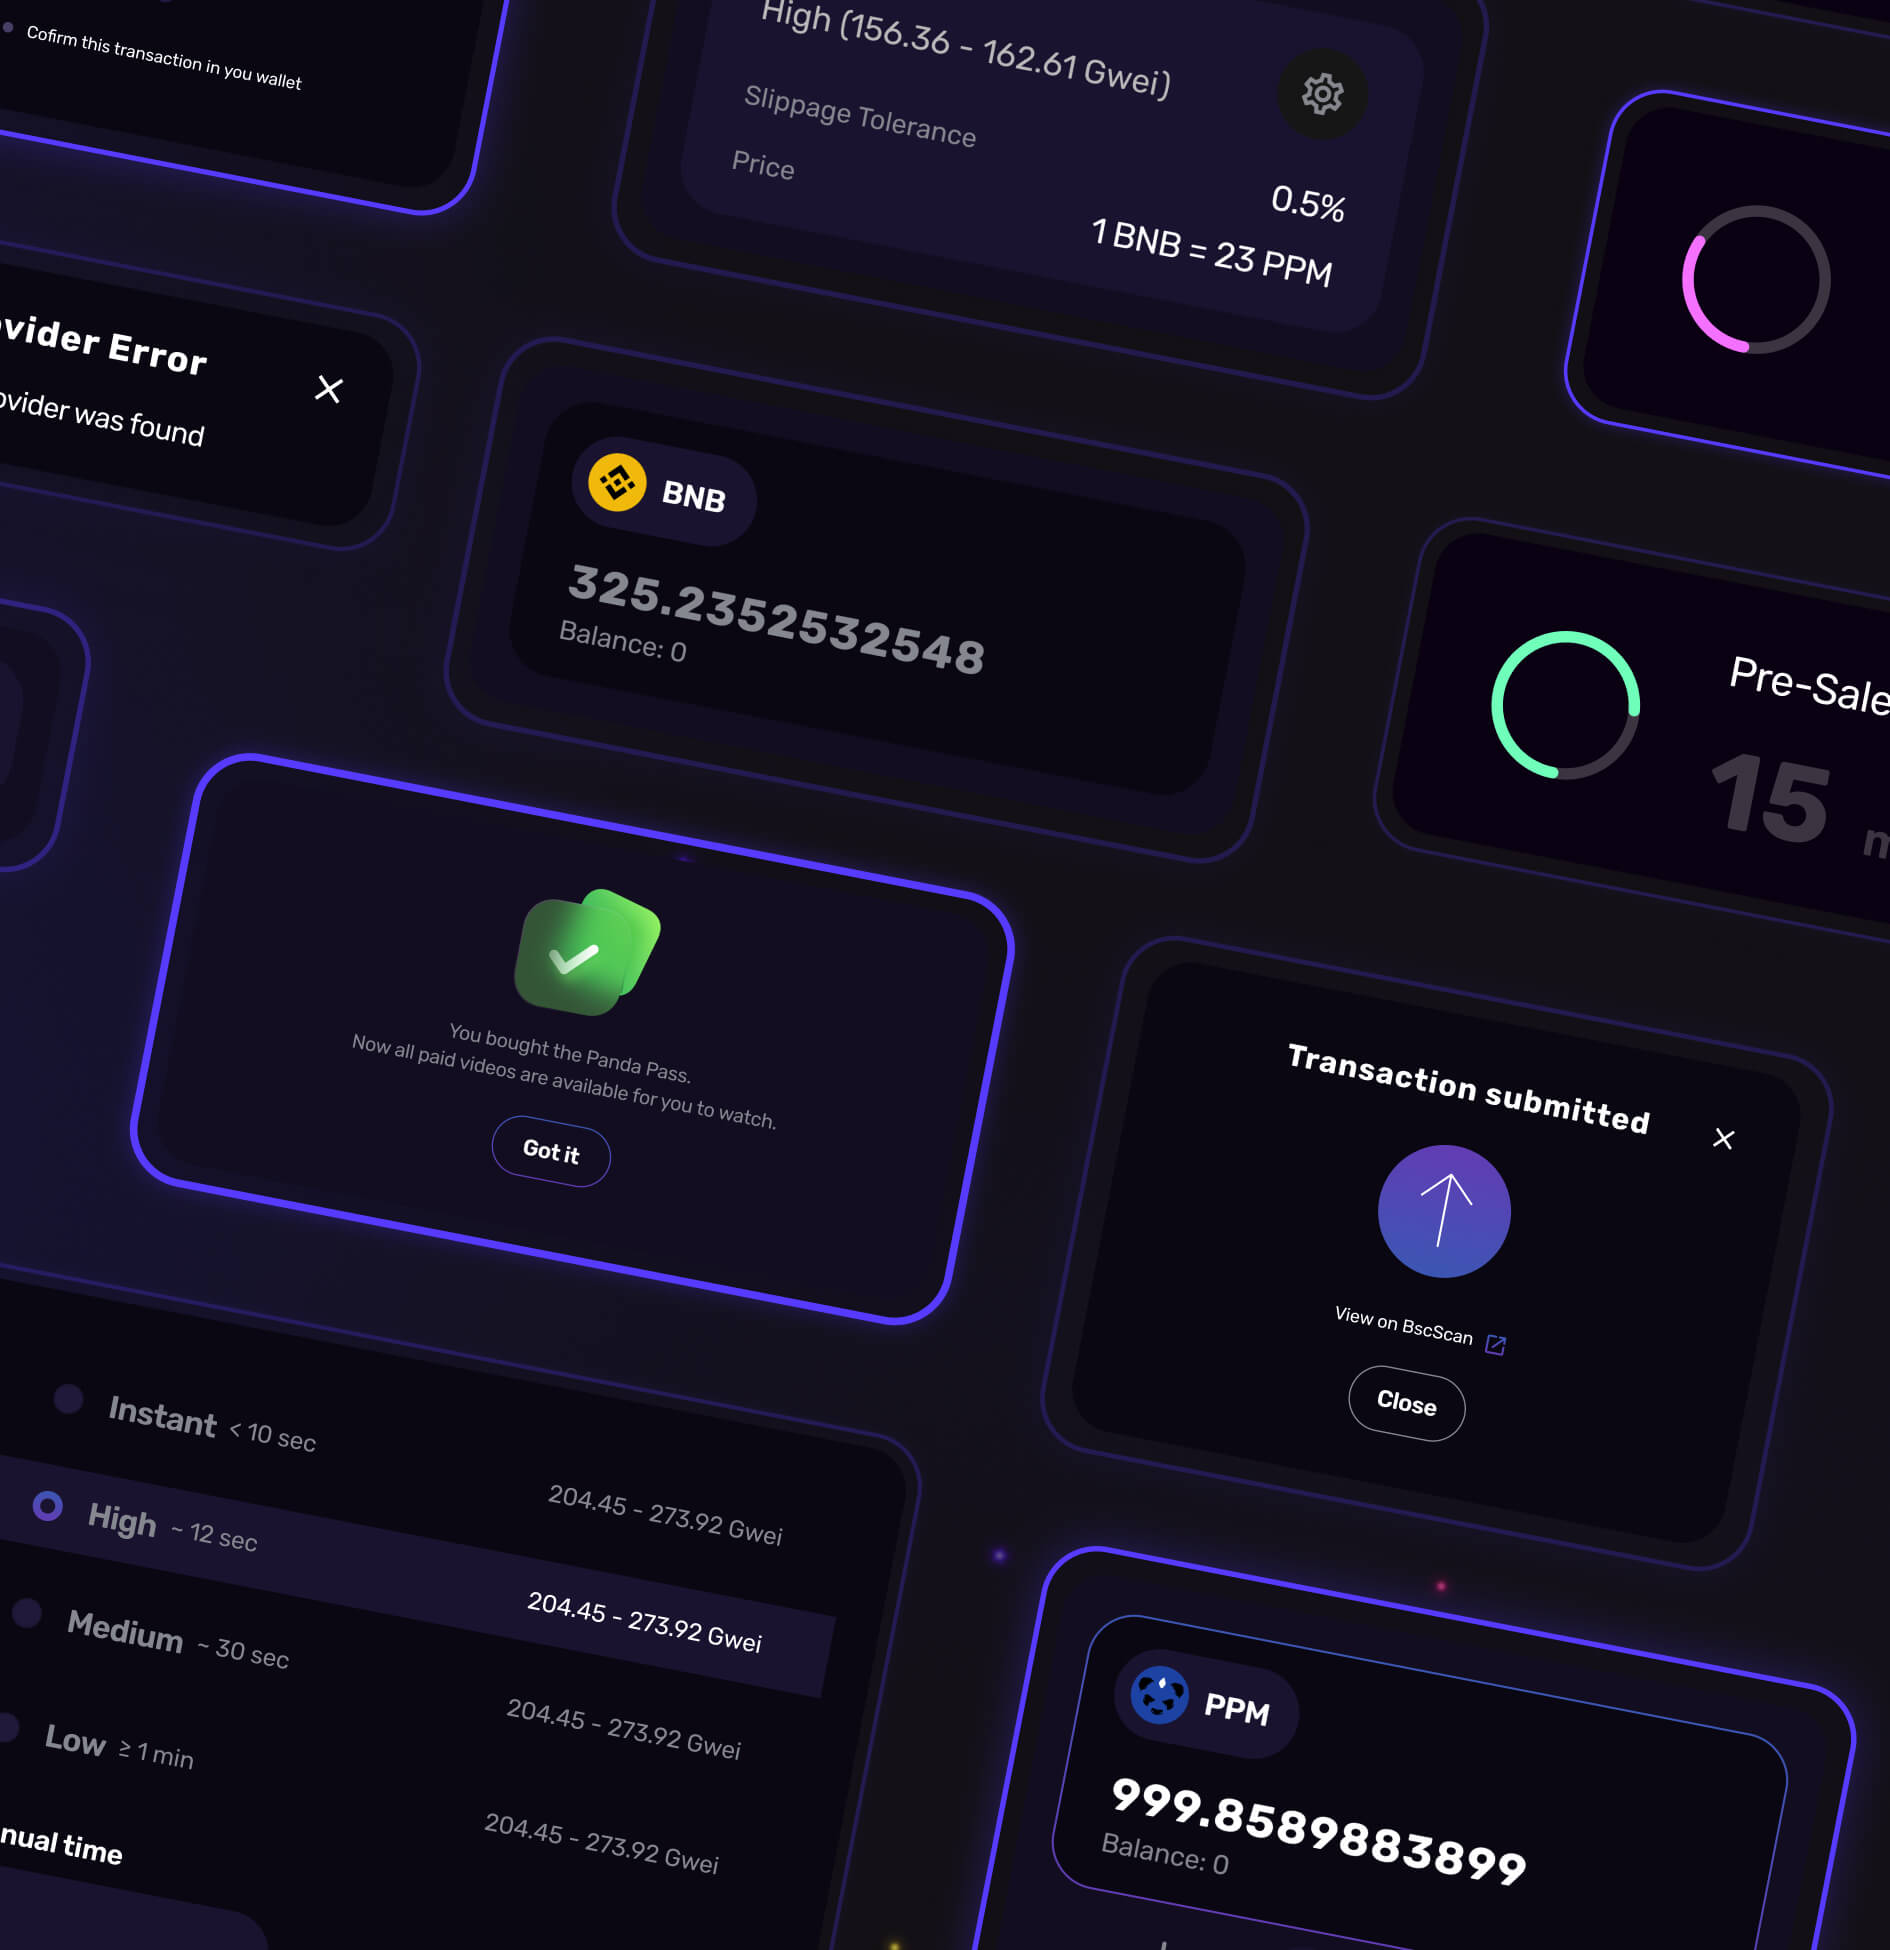 Cofirm this transaction in you wallet
High (156.36 - 162.61 Gwei)
Slippage Tolerance
0.5%
Price
1 BNB = 23 PPM
vider Error
vider was found
BNB
325.2352532548
Balance: 0
Pre-Sale
15
You bought the Panda Pass.
Now all paid videos are available for you to watch.
Got it
Transaction submitted
View on BscScan
Close
Instant < 10 sec
204.45 - 273.92 Gwei
High ~ 12 sec
204.45 - 273.92 Gwei
Medium ~ 30 sec
204.45 - 273.92 Gwei
Low ≥ 1 min
204.45 - 273.92 Gwei
nual time
PPM
999.8589883899
Balance: 0